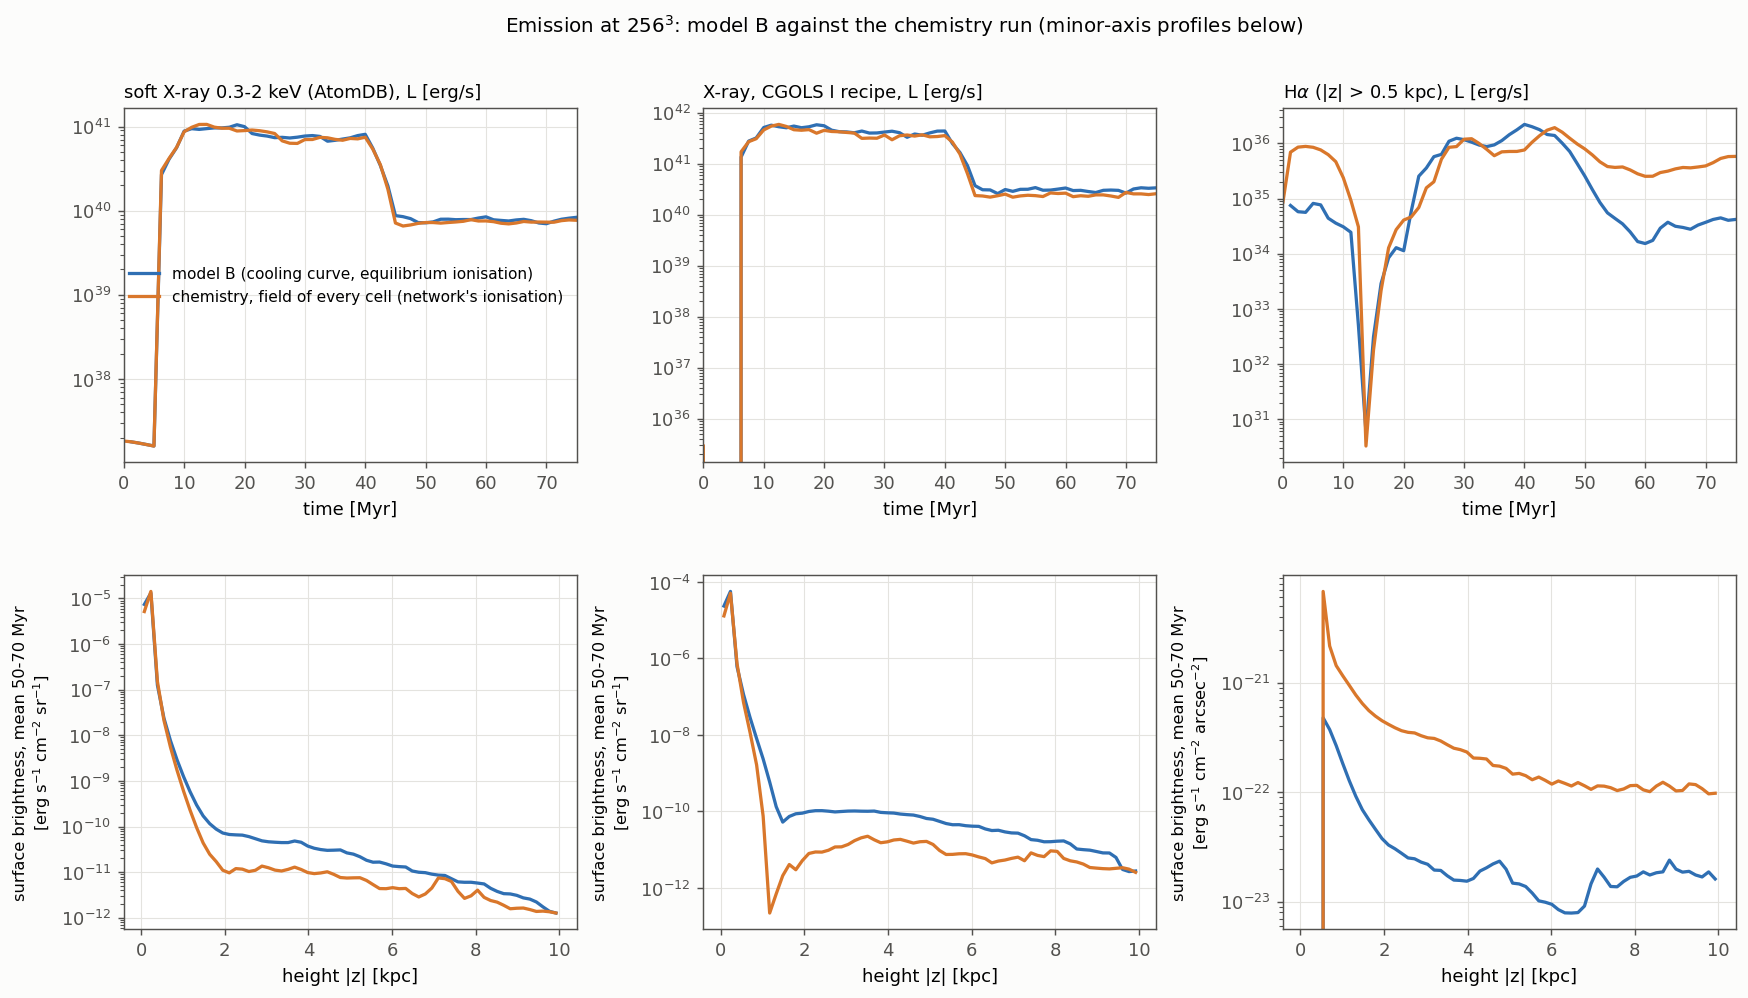 Emission at 256³: model B against the chemistry run (minor-axis profiles below)
soft X-ray 0.3-2 keV (AtomDB), L [erg/s]
10⁴¹
10⁴⁰
10³⁹
10³⁸
model B (cooling curve, equilibrium ionisation)
chemistry, field of every cell (network's ionisation)
0 10 20 30 40 50 60 70
time [Myr]
X-ray, CGOLS I recipe, L [erg/s]
10⁴²
10⁴¹
10⁴⁰
10³⁹
10³⁸
10³⁷
10³⁶
0 10 20 30 40 50 60 70
time [Myr]
Hα (|z| > 0.5 kpc), L [erg/s]
10³⁶
10³⁵
10³⁴
10³³
10³²
10³¹
0 10 20 30 40 50 60 70
time [Myr]
surface brightness, mean 50-70 Myr
[erg s⁻¹ cm⁻² sr⁻¹]
10⁻⁵
10⁻⁶
10⁻⁷
10⁻⁸
10⁻⁹
10⁻¹⁰
10⁻¹¹
10⁻¹²
0 2 4 6 8 10
height |z| [kpc]
surface brightness, mean 50-70 Myr
[erg s⁻¹ cm⁻² sr⁻¹]
10⁻⁴
10⁻⁶
10⁻⁸
10⁻¹⁰
10⁻¹²
0 2 4 6 8 10
height |z| [kpc]
surface brightness, mean 50-70 Myr
[erg s⁻¹ cm⁻² arcsec⁻²]
10⁻²¹
10⁻²²
10⁻²³
0 2 4 6 8 10
height |z| [kpc]